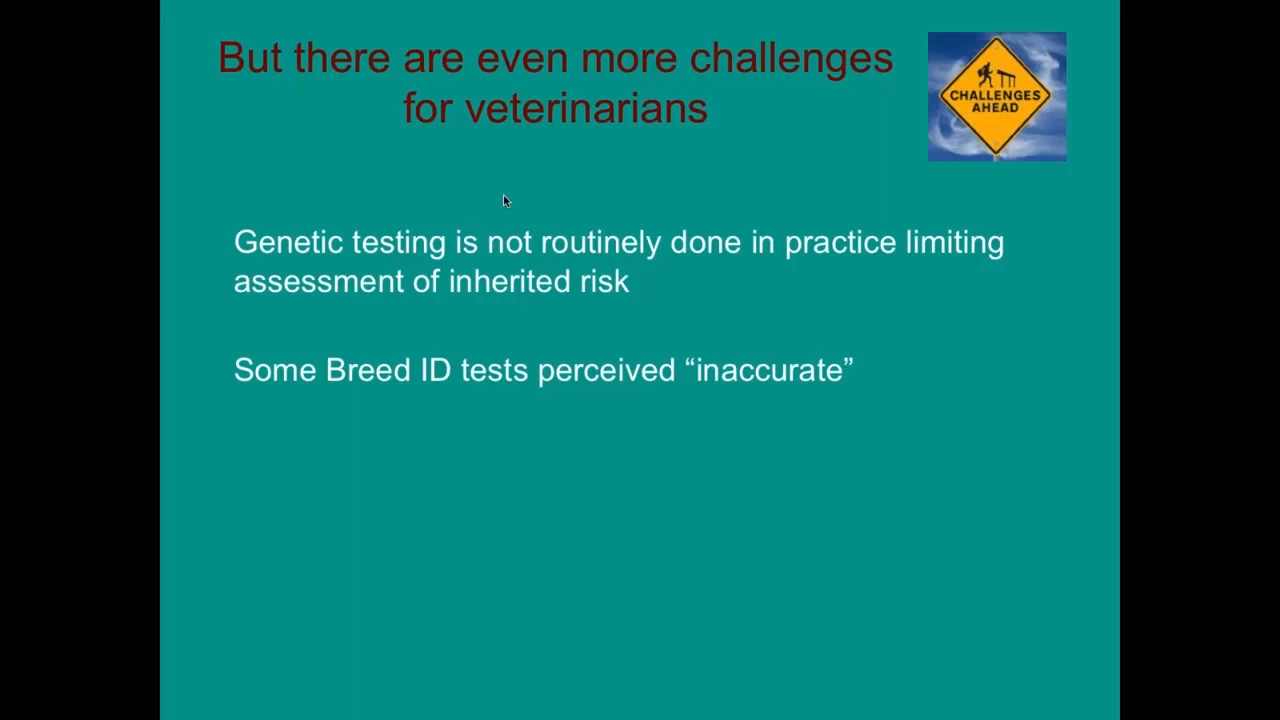 But there are even more challenges
for veterinarians
CHALLENGES
AHEAD
Genetic testing is not routinely done in practice limiting
assessment of inherited risk
Some Breed ID tests perceived “inaccurate”